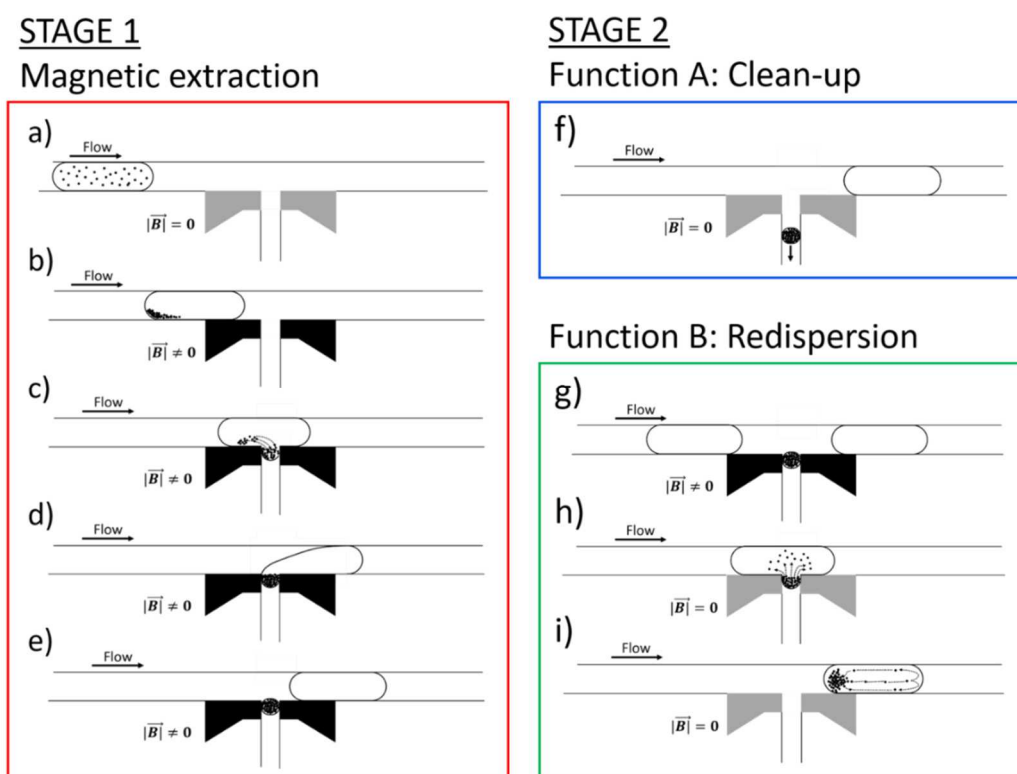 STAGE 1
Magnetic extraction
a)
Flow
|B⃗| = 0
b)
Flow
|B⃗| ≠ 0
c)
Flow
|B⃗| ≠ 0
d)
Flow
|B⃗| ≠ 0
e)
Flow
|B⃗| ≠ 0
STAGE 2
Function A: Clean-up
f)
Flow
|B⃗| = 0
Function B: Redispersion
g)
Flow
|B⃗| ≠ 0
h)
Flow
|B⃗| = 0
i)
Flow
|B⃗| = 0